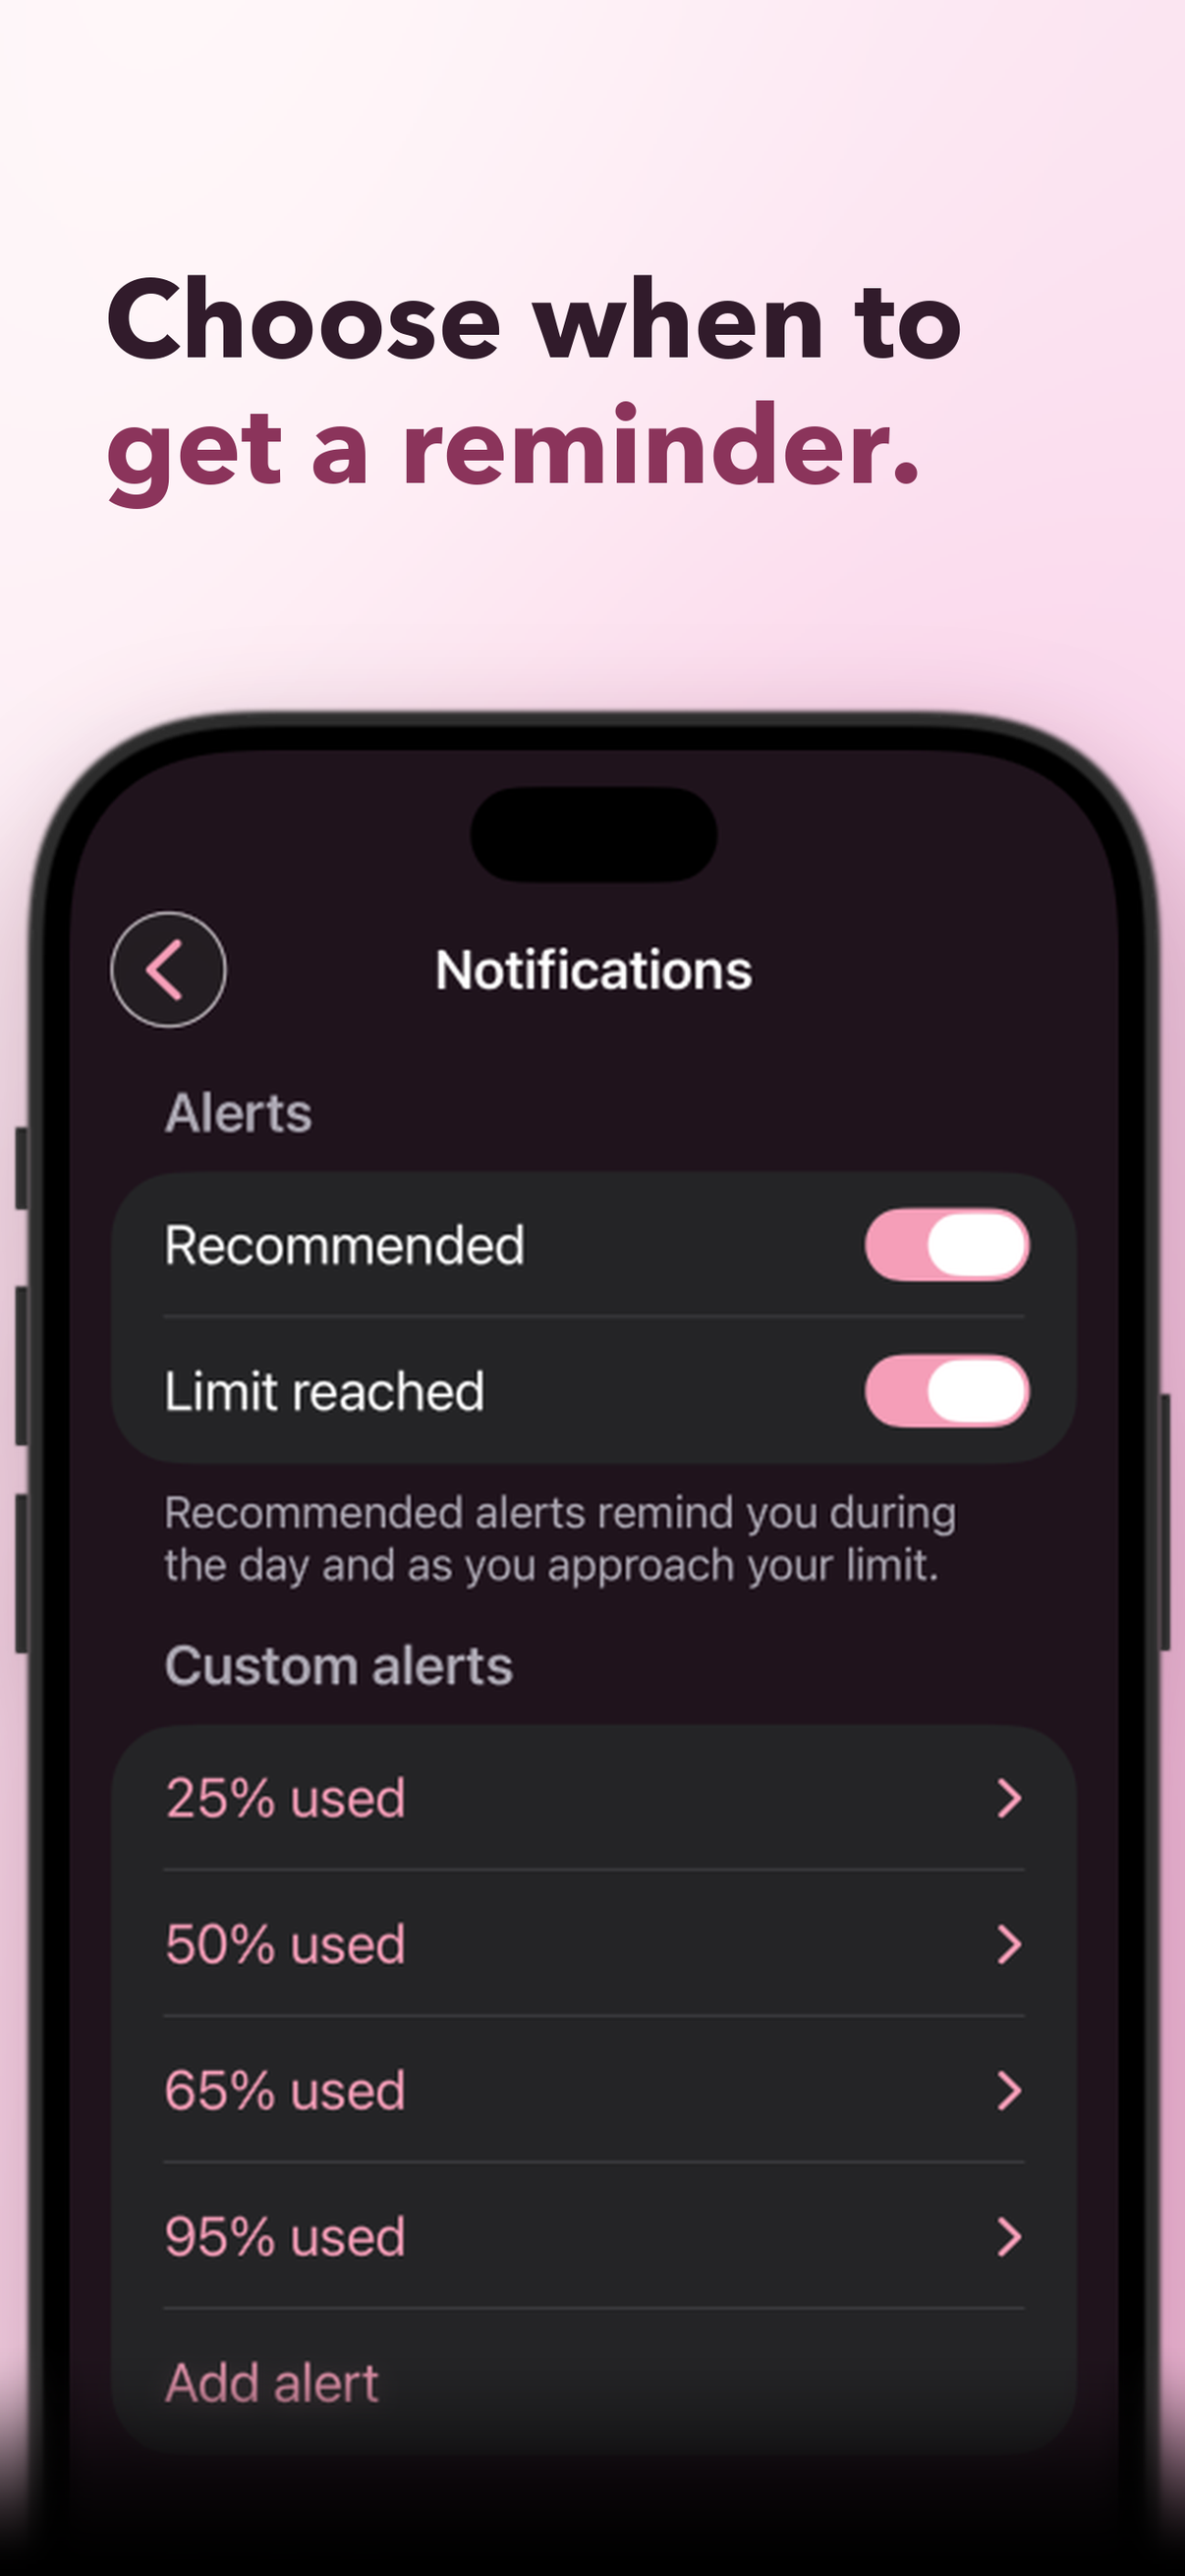 Choose when to
get a reminder.
Notifications
Alerts
Recommended
Limit reached
Recommended alerts remind you during
the day and as you approach your limit.
Custom alerts
25% used
50% used
65% used
95% used
Add alert